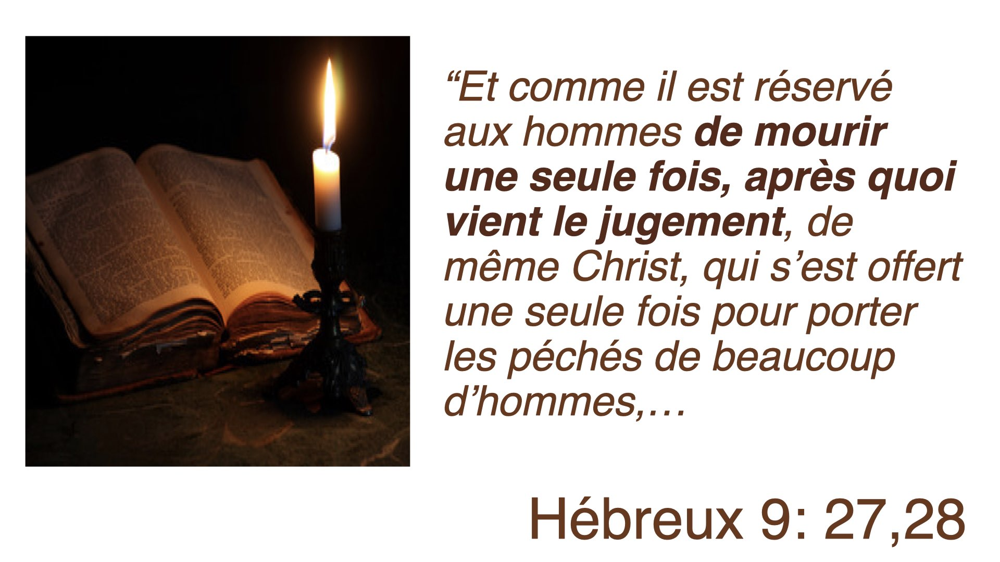 “Et comme il est réservé
aux hommes de mourir
une seule fois, après quoi
vient le jugement, de
même Christ, qui s’est offert
une seule fois pour porter
les péchés de beaucoup
d’hommes,…
Hébreux 9: 27,28